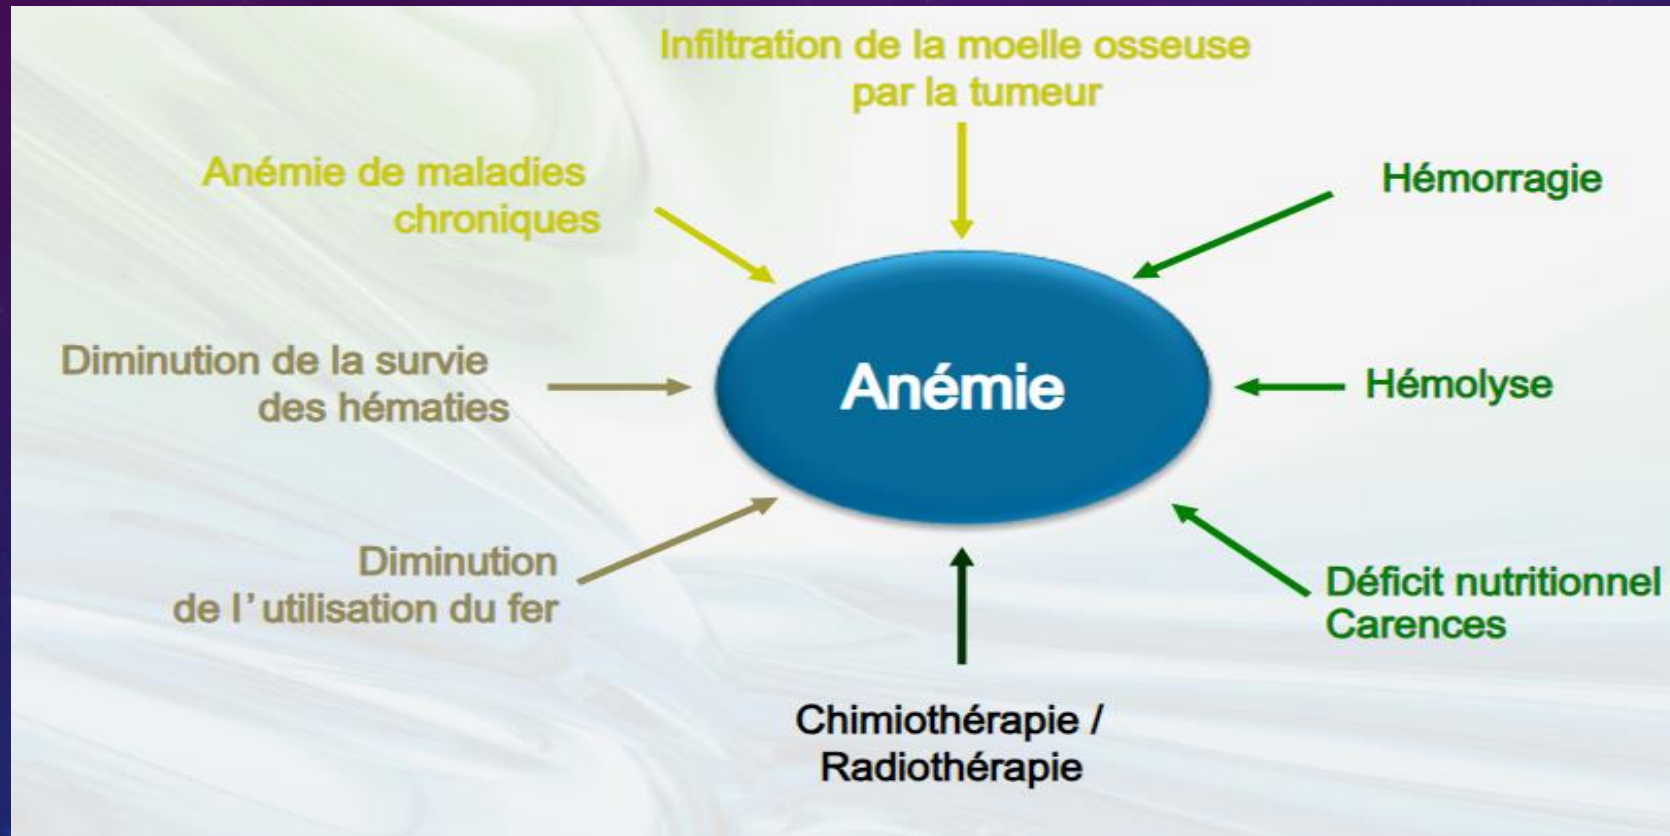 Infiltration de la moelle osseuse
par la tumeur
Anémie de maladies
chroniques
Hémorragie
Diminution de la survie
des hématies
Anémie
Hémolyse
Diminution
de l'utilisation du fer
Déficit nutritionnel
Carences
Chimiothérapie /
Radiothérapie